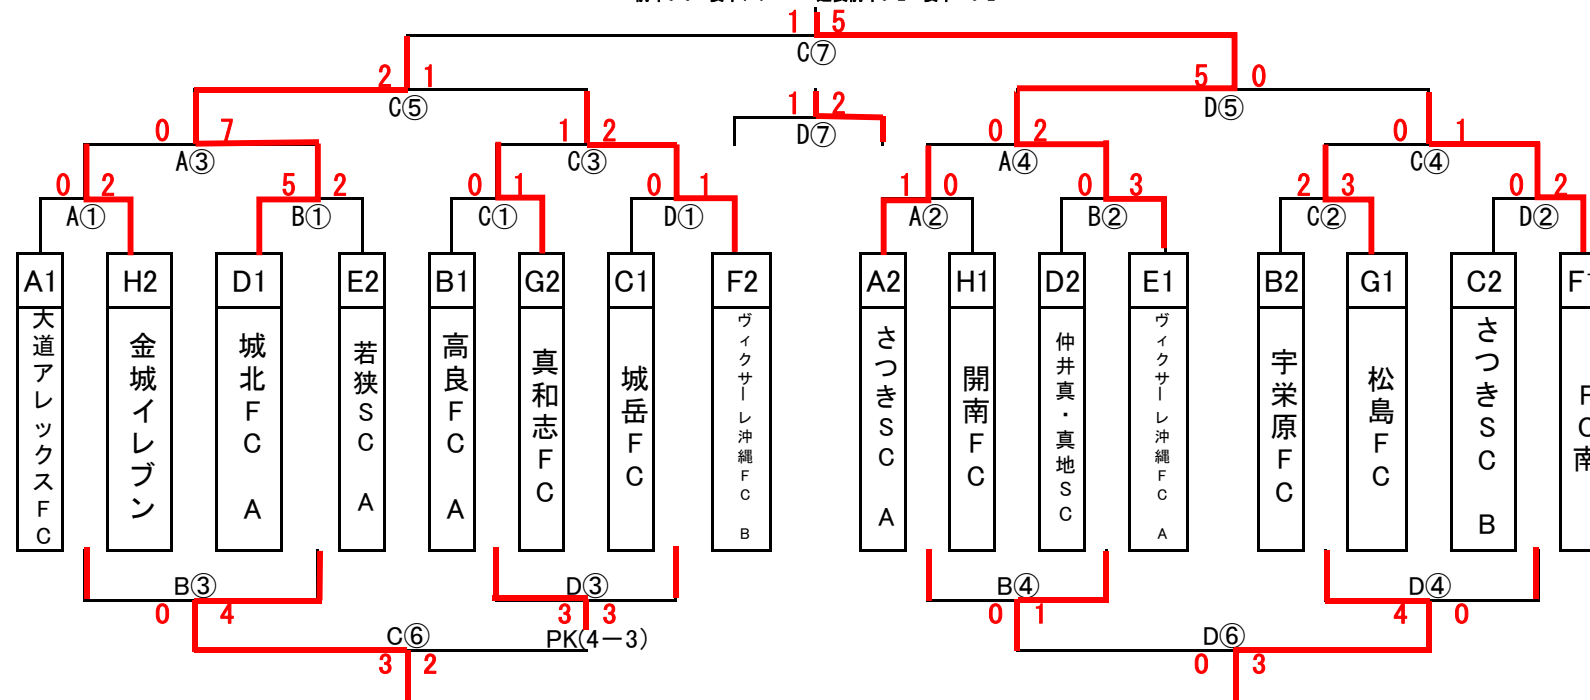 1 5
C⑦
2 1
C⑤
5 0
D⑤
1 2
D⑦
0 7
A③
1 2
C③
0 2
A④
0 1
C④
0 2
A①
5 2
B①
0 1
C①
0 1
D①
1 0
A②
0 3
B②
2 3
C②
0 2
D②
A1 H2 D1 E2 B1 G2 C1 F2 A2 H1 D2 E1 B2 G1 C2
大道アレックスFC
金城イレブン
城北FC A
若狭SC A
高良FC A
真和志FC
城岳FC
ヴィクサーレ沖縄FC B
さつきSC A
開南FC
仲井真・真地SC
ヴィクサーレ沖縄FC A
宇栄原FC
松島FC
さつきSC B
B③
0 4
D③
3 3
PK(4－3)
B④
0 1
D④
4 0
C⑥
3 2
D⑥
0 3